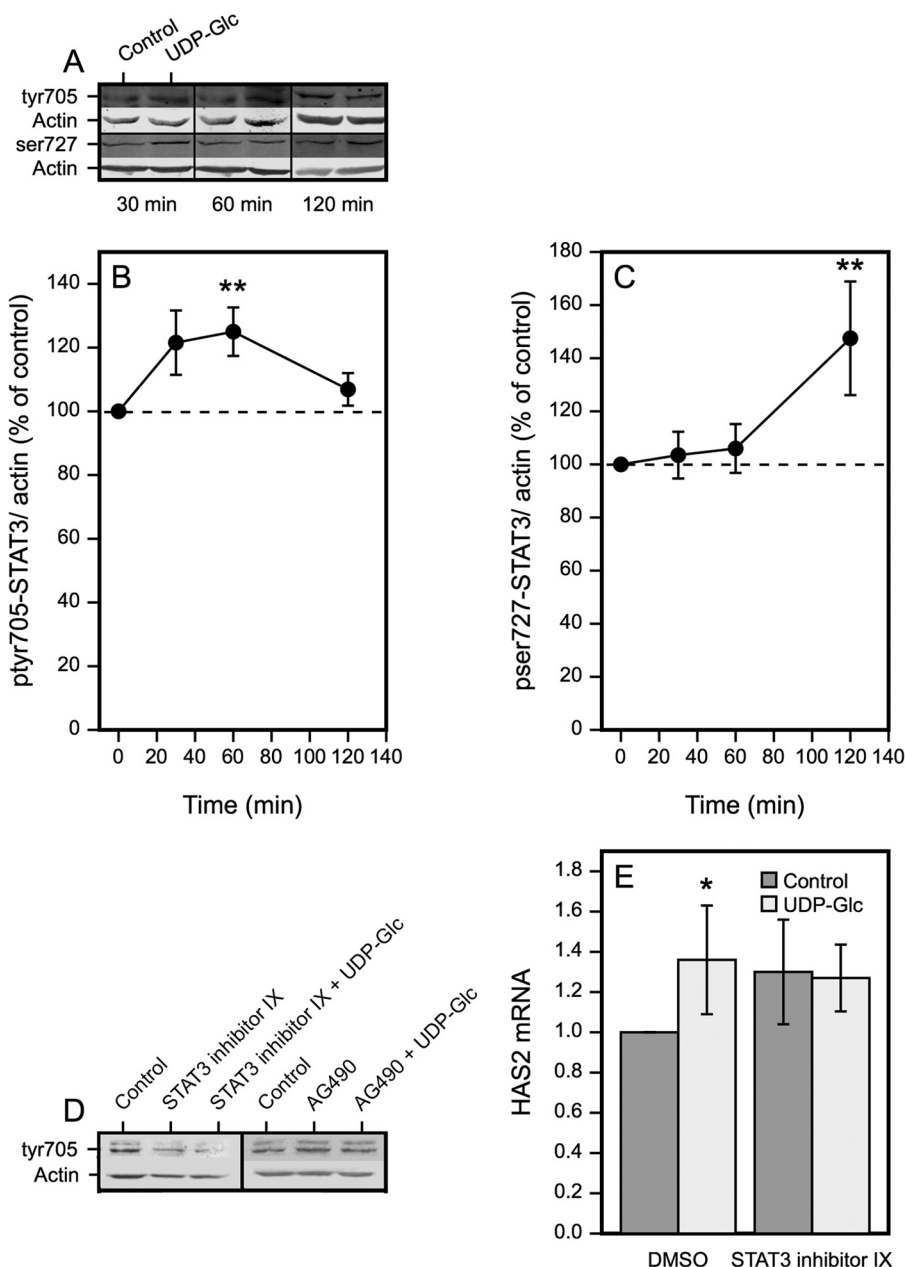 Control
UDP-Glc
A
tyr705
Actin
ser727
Actin
30 min 60 min 120 min
B
**
ptyr705-STAT3/ actin (% of control)
140
120
100
80
60
40
20
0
0 20 40 60 80 100 120 140
Time (min)
C
**
pser727-STAT3/ actin (% of control)
180
160
140
120
100
80
60
40
20
0
0 20 40 60 80 100 120 140
Time (min)
D
Control
STAT3 inhibitor IX
STAT3 inhibitor IX + UDP-Glc
Control
AG490
AG490 + UDP-Glc
tyr705
Actin
E
*
Control
UDP-Glc
HAS2 mRNA
1.8
1.6
1.4
1.2
1.0
0.8
0.6
0.4
1.2
0.0
DMSO STAT3 inhibitor IX